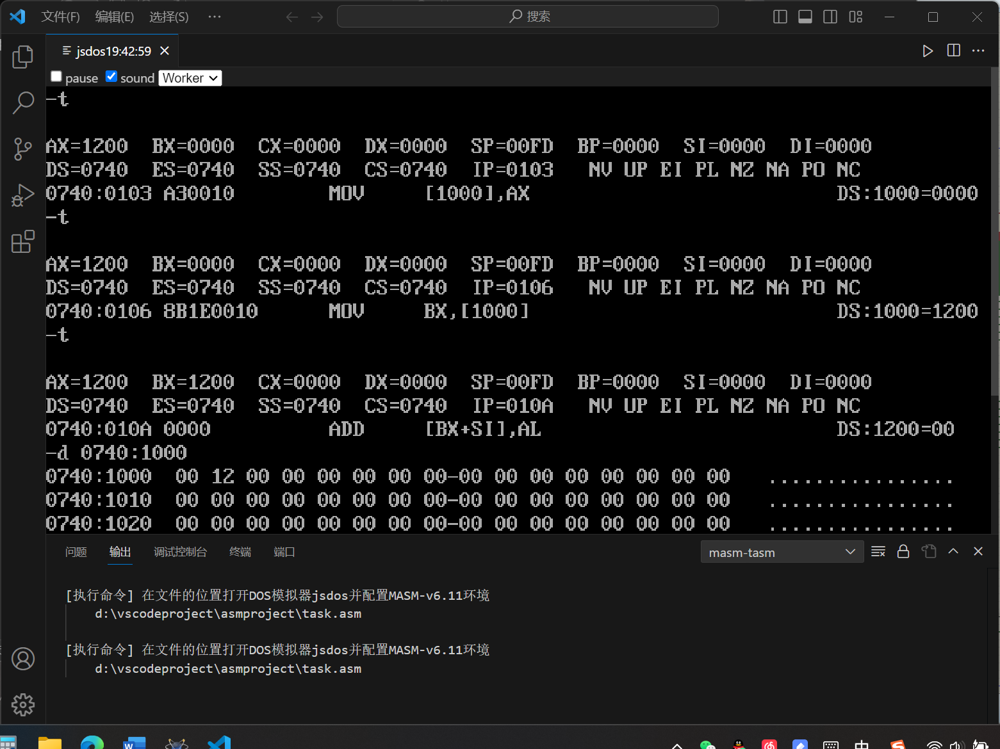 文件(F) 编辑(E) 选择(S) ··· 搜索
jsdos19:42:59
pause sound Worker
-t
AX=1200 BX=0000 CX=0000 DX=0000 SP=00FD BP=0000 SI=0000 DI=0000
DS=0740 ES=0740 SS=0740 CS=0740 IP=0103 NV UP EI PL NZ NA PO NC
0740:0103 A30010 MOV [1000],AX DS:1000=0000
-t
AX=1200 BX=0000 CX=0000 DX=0000 SP=00FD BP=0000 SI=0000 DI=0000
DS=0740 ES=0740 SS=0740 CS=0740 IP=0106 NV UP EI PL NZ NA PO NC
0740:0106 8B1E0010 MOV BX,[1000] DS:1000=1200
-t
AX=1200 BX=1200 CX=0000 DX=0000 SP=00FD BP=0000 SI=0000 DI=0000
DS=0740 ES=0740 SS=0740 CS=0740 IP=010A NV UP EI PL NZ NA PO NC
0740:010A 0000 ADD [BX+SI],AL DS:1200=00
-d 0740:1000
0740:1000 00 12 00 00 00 00 00 00-00 00 00 00 00 00 00 00 ................
0740:1010 00 00 00 00 00 00 00 00-00 00 00 00 00 00 00 00 ................
0740:1020 00 00 00 00 00 00 00 00-00 00 00 00 00 00 00 00 ................
问题 输出 调试控制台 终端 端口 masm-tasm
[执行命令] 在文件的位置打开DOS模拟器jsdos并配置MASM-v6.11环境
d:\vscodeproject\asmproject\task.asm
[执行命令] 在文件的位置打开DOS模拟器jsdos并配置MASM-v6.11环境
d:\vscodeproject\asmproject\task.asm
W 中 S